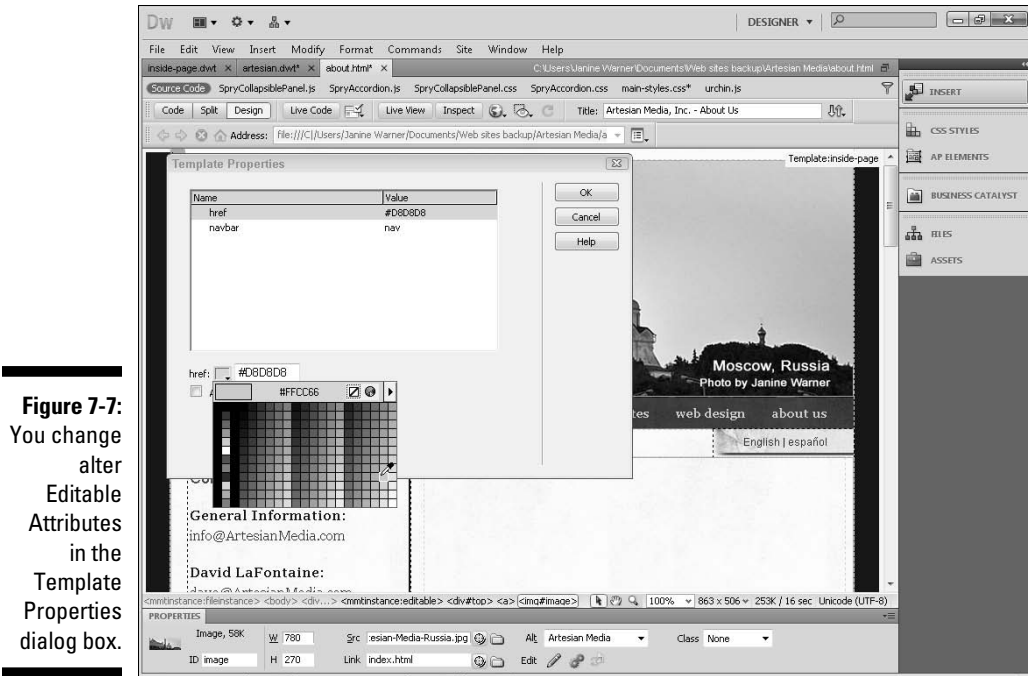 Dw
DESIGNER
File Edit View Insert Modify Format Commands Site Window Help
inside-page.dwt × artesian.dwt* × about.html* × C:\Users\Janine Warner\Documents\Web sites backup\Artesian Media\about.html
Source Code SpryCollapsiblePanel.js SpryAccordion.js SpryCollapsiblePanel.css SpryAccordion.css main-styles.css* urchin.js
Code Split Design Live Code Live View Inspect Title: Artesian Media, Inc. - About Us
Address: file:///C|/Users/Janine Warner/Documents/Web sites backup/Artesian Media/a
INSERT
CSS STYLES
AP ELEMENTS
BUSINESS CATALYST
FILES
ASSETS
Template Properties
Template:inside-page
Name Value
href #D8D8D8
navbar nav
OK
Cancel
Help
href: #D8D8D8
#FFCC66
Moscow, Russia
Photo by Janine Warner
tes web design about us
English | español
General Information:
info@ArtesianMedia.com
David LaFontaine:
<mmtinstance:fileinstance> <body> <div...> <mmtinstance:editable> <div#top> <a> <img#image> 100% 863 x 506 253K / 16 sec Unicode (UTF-8)
PROPERTIES
Image, 58K W 780 Src :esian-Media-Russia.jpg Alt Artesian Media Class None
ID image H 270 Link index.html Edit
Figure 7-7:
You change
alter
Editable
Attributes
in the
Template
Properties
dialog box.